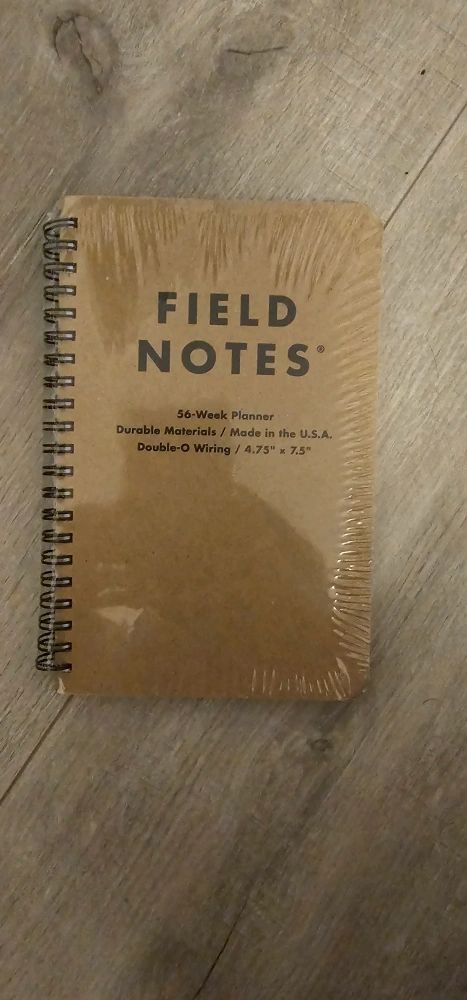 FIELD
NOTES®
56-Week Planner
Durable Materials / Made in the U.S.A.
Double-O Wiring / 4.75" x 7.5"